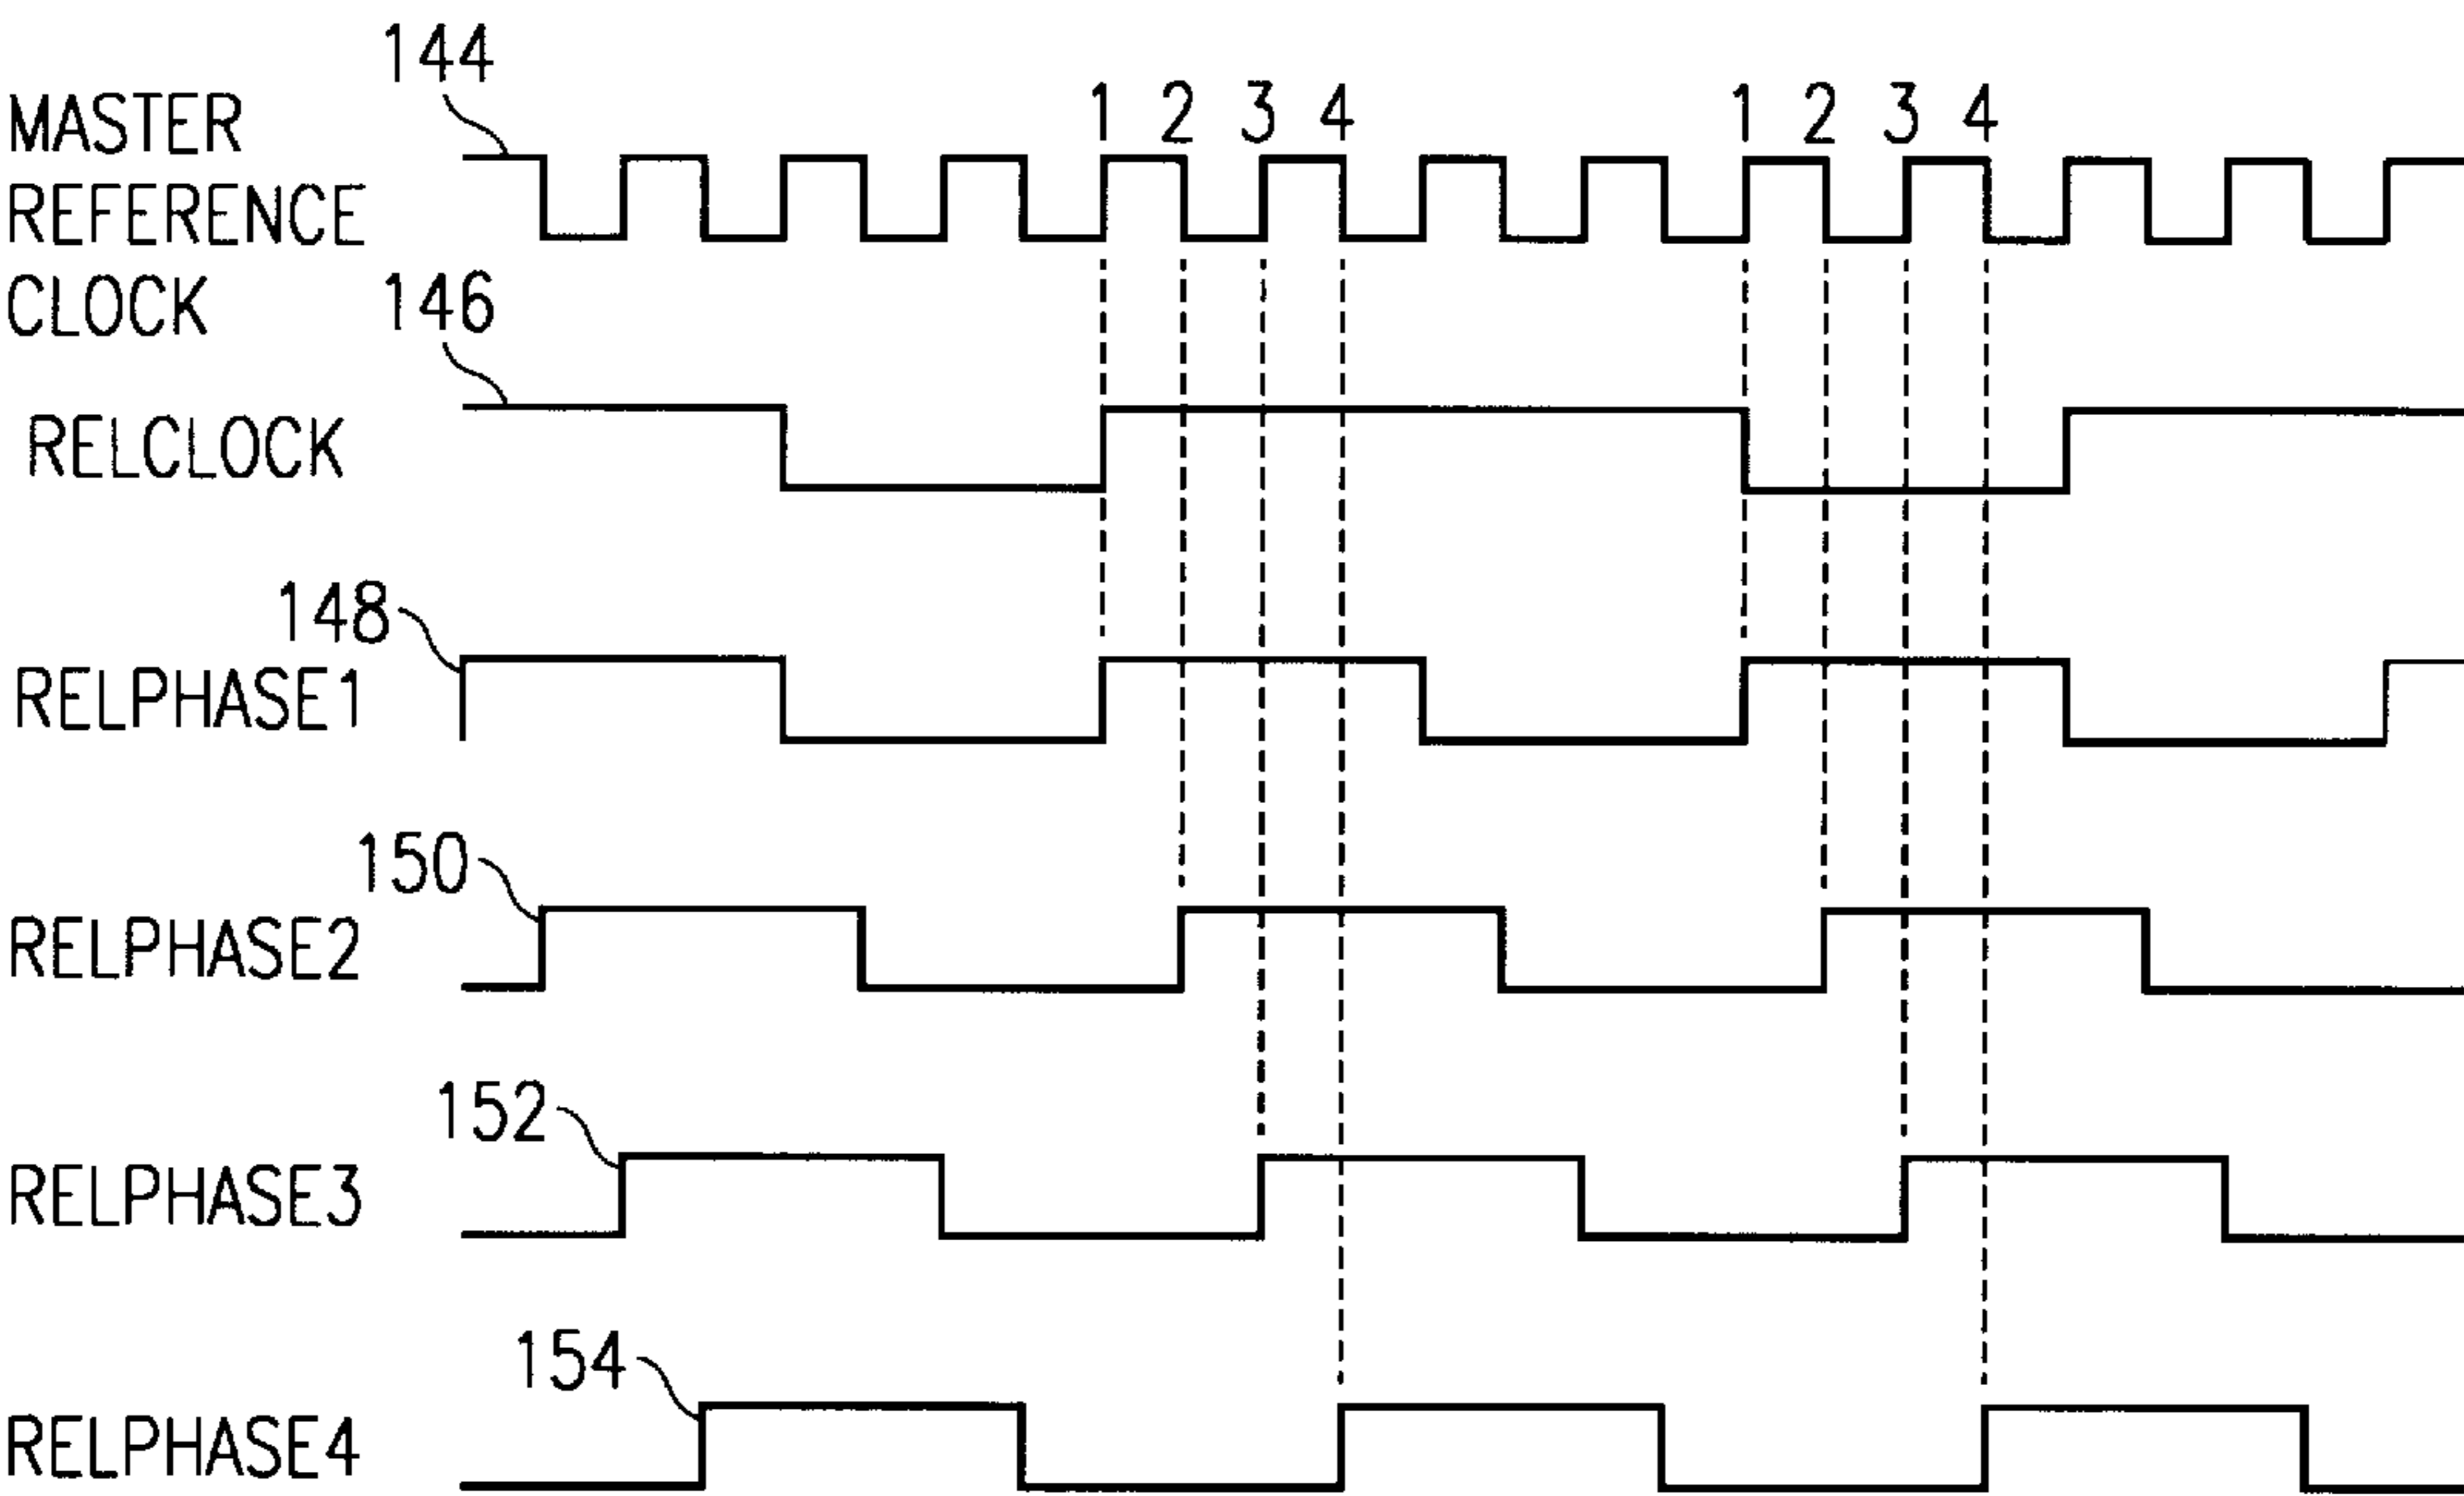 144
1 2 3 4 1 2 3 4
MASTER
REFERENCE
CLOCK
146
RELCLOCK
148
RELPHASE1
150
RELPHASE2
152
RELPHASE3
154
RELPHASE4